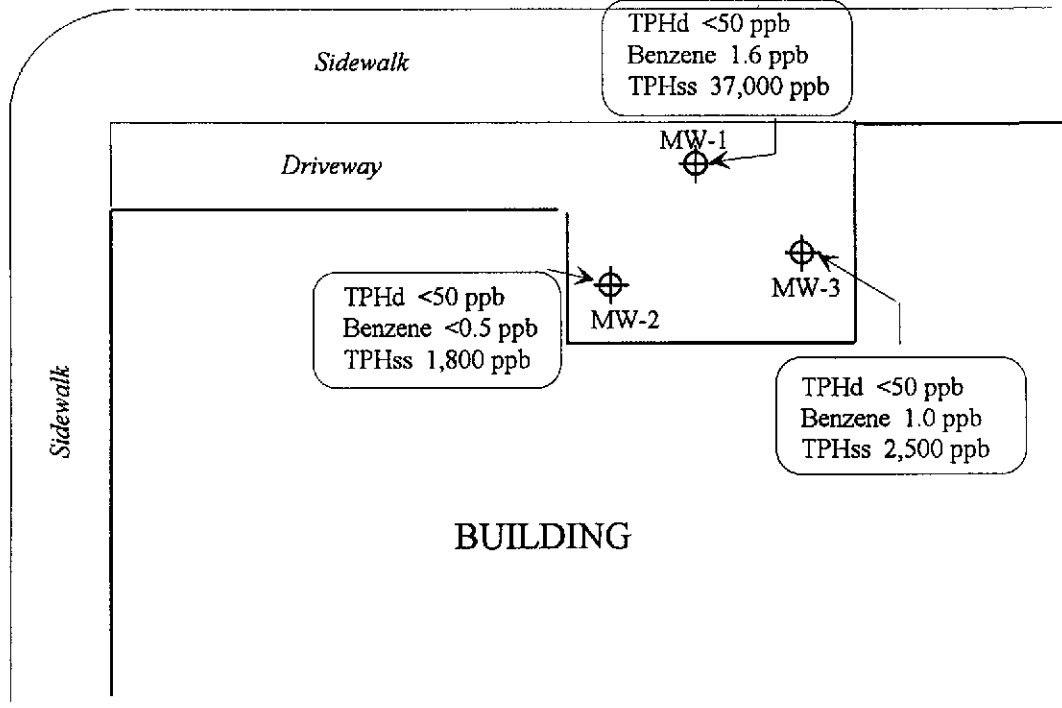 TPHd <50 ppb
Benzene 1.6 ppb
TPHss 37,000 ppb
Sidewalk
MW-1
Driveway
TPHd <50 ppb
Benzene <0.5 ppb
TPHss 1,800 ppb
MW-2
MW-3
TPHd <50 ppb
Benzene 1.0 ppb
TPHss 2,500 ppb
Sidewalk
BUILDING